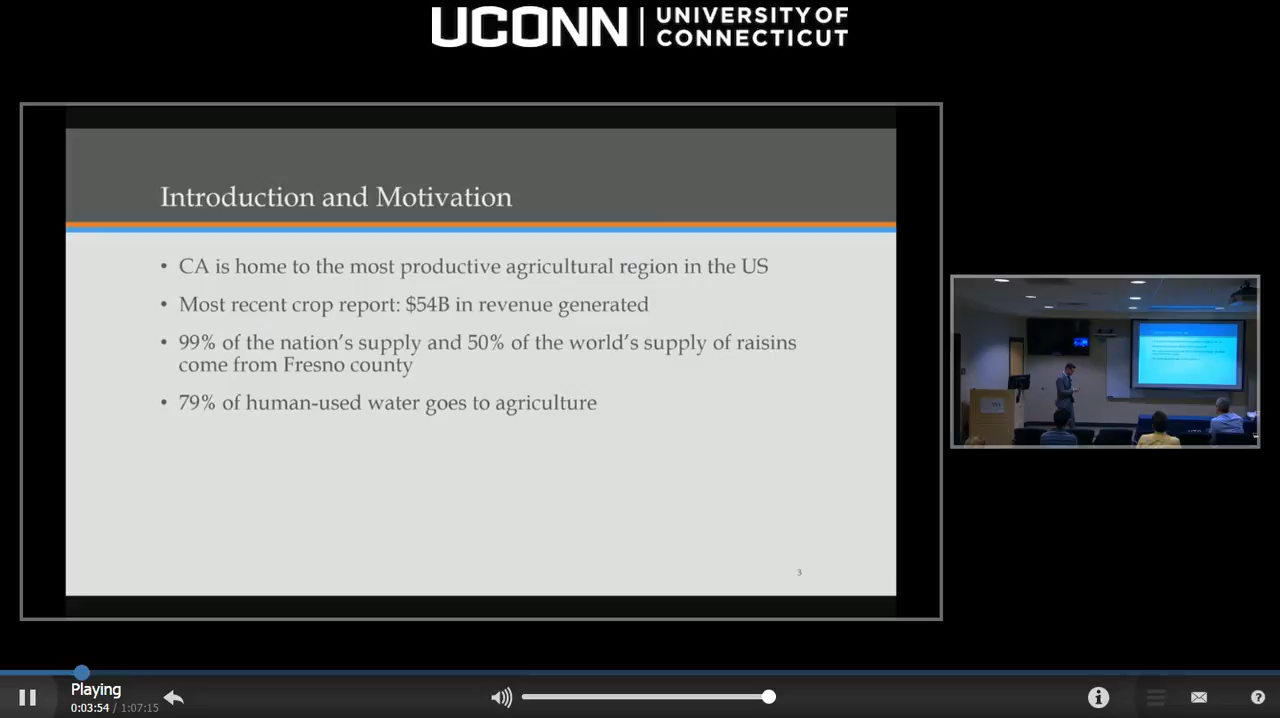 UCONN UNIVERSITY OF
CONNECTICUT
Introduction and Motivation
• CA is home to the most productive agricultural region in the US
• Most recent crop report: $54B in revenue generated
• 99% of the nation's supply and 50% of the world's supply of raisins
come from Fresno county
• 79% of human-used water goes to agriculture
3
Playing
0:03:54 / 1:07:15